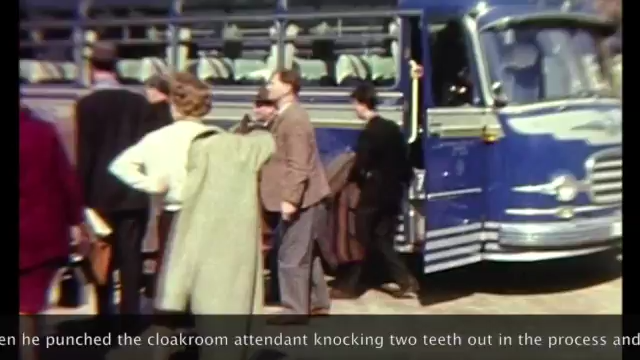 en he punched the cloakroom attendant knocking two teeth out in the process and